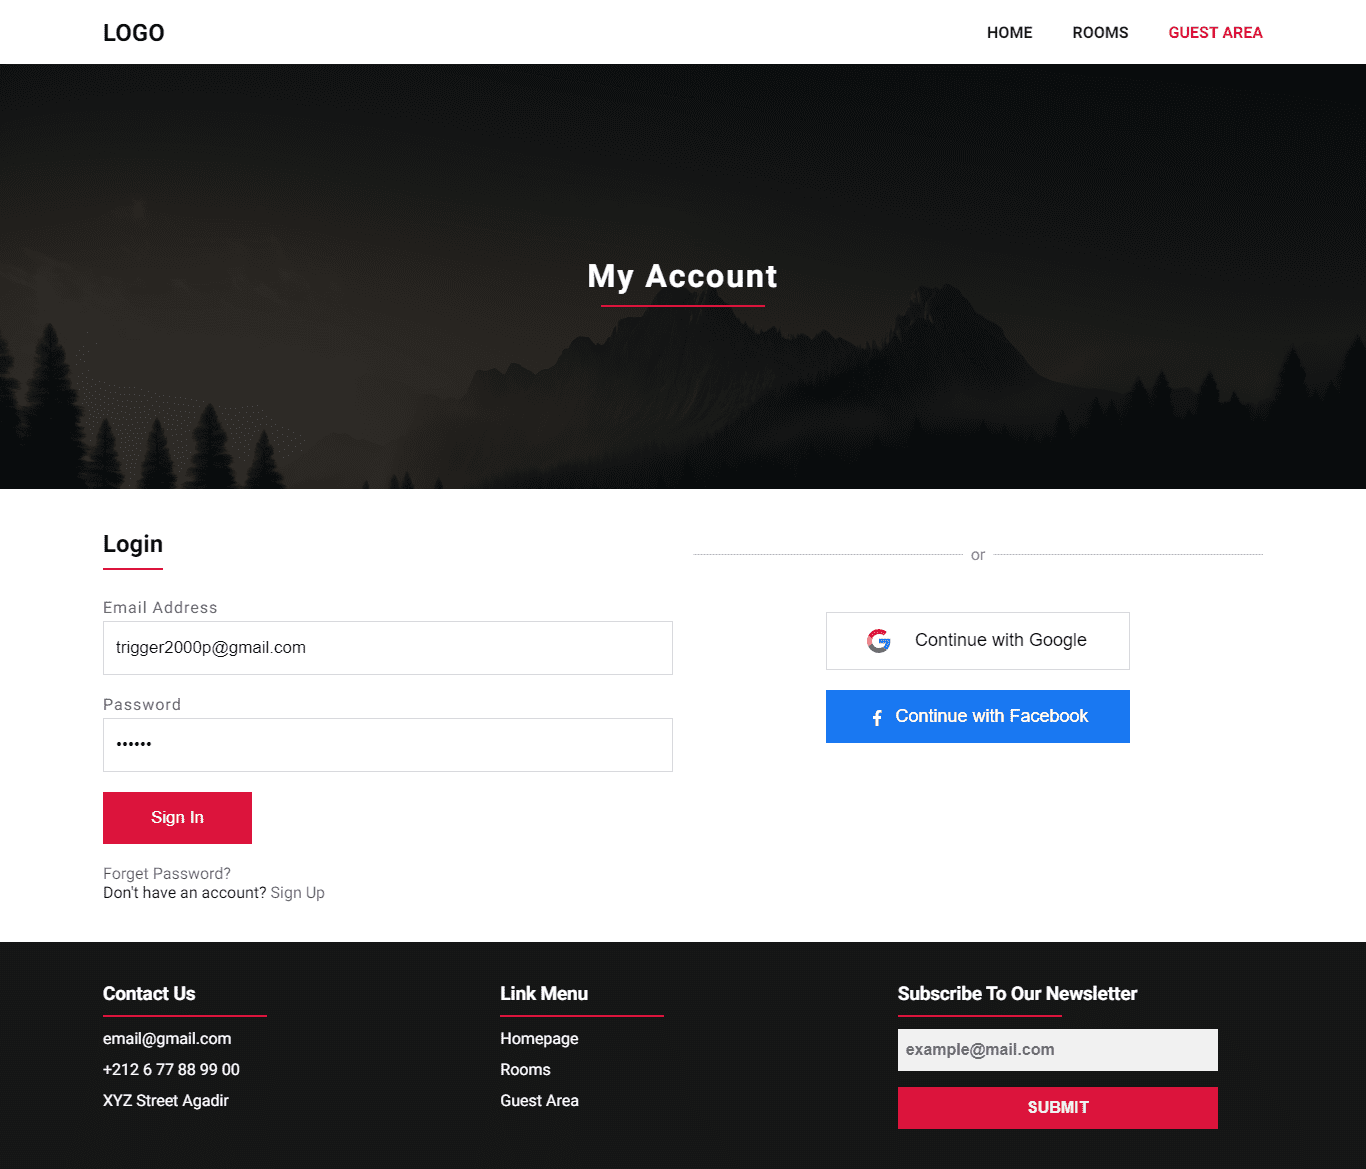 LOGO
HOME ROOMS GUEST AREA
My Account
Login
Email Address
trigger2000p@gmail.com
Password
••••••
Sign In
Forget Password?
Don't have an account? Sign Up
or
Continue with Google
Continue with Facebook
Contact Us
email@gmail.com
+212 6 77 88 99 00
XYZ Street Agadir
Link Menu
Homepage
Rooms
Guest Area
Subscribe To Our Newsletter
example@mail.com
SUBMIT